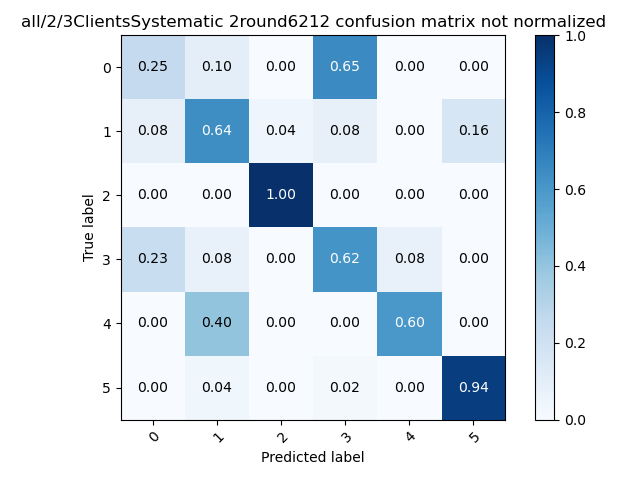 all/2/3ClientsSystematic 2round6212 confusion matrix not normalized
True label
0 0.25 0.10 0.00 0.65 0.00 0.00
1 0.08 0.64 0.04 0.08 0.00 0.16
2 0.00 0.00 1.00 0.00 0.00 0.00
3 0.23 0.08 0.00 0.62 0.08 0.00
4 0.00 0.40 0.00 0.00 0.60 0.00
5 0.00 0.04 0.00 0.02 0.00 0.94
0 1 2 3 4 5
Predicted label
1.0
0.8
0.6
0.4
0.2
0.0